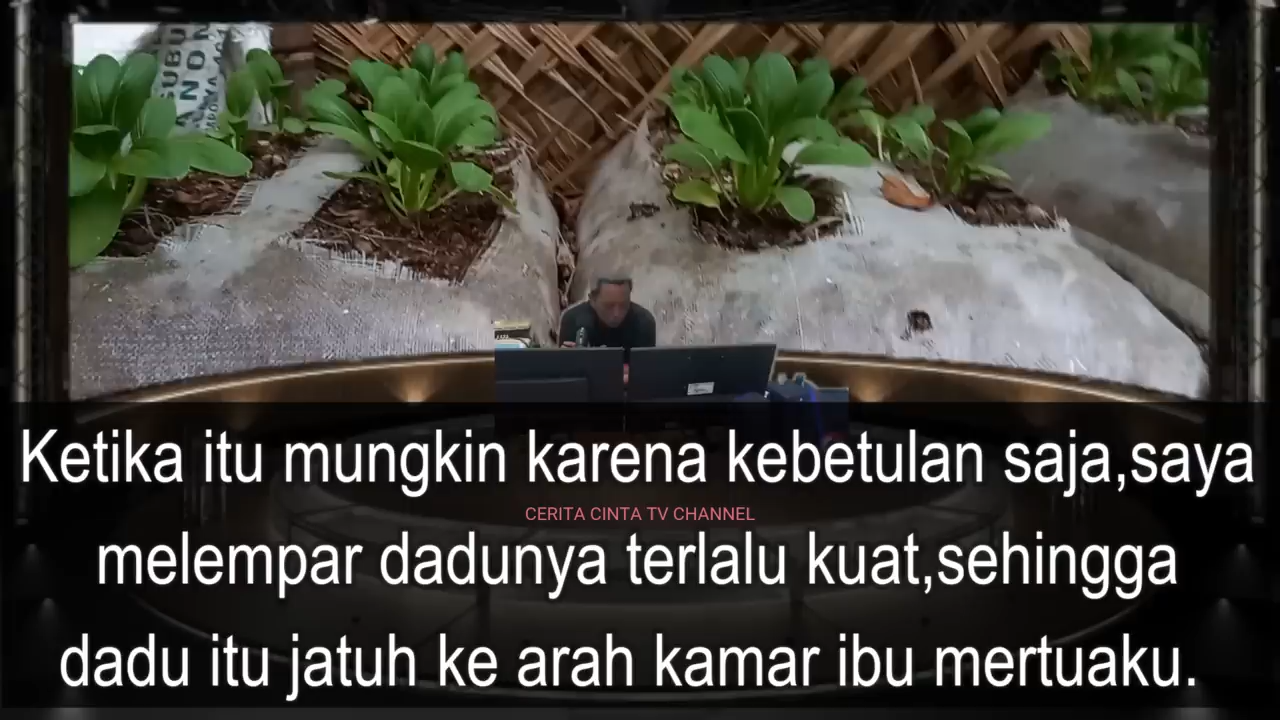 Ketika itu mungkin karena kebetulan saja,saya
CERITA CINTA TV CHANNEL
melempar dadunya terlalu kuat,sehingga
dadu itu jatuh ke arah kamar ibu mertuaku.